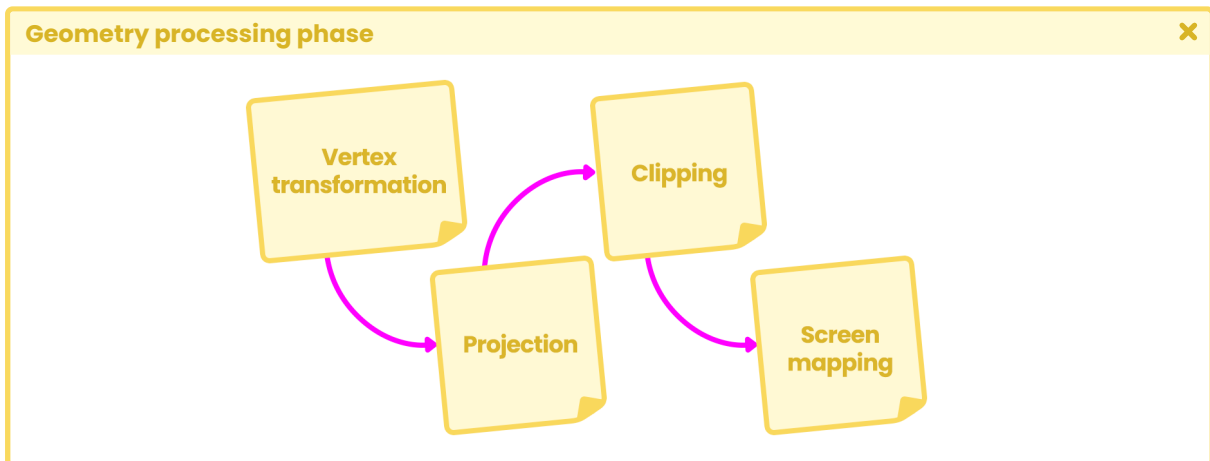 Geometry processing phase
Vertex
transformation
Clipping
Projection
Screen
mapping